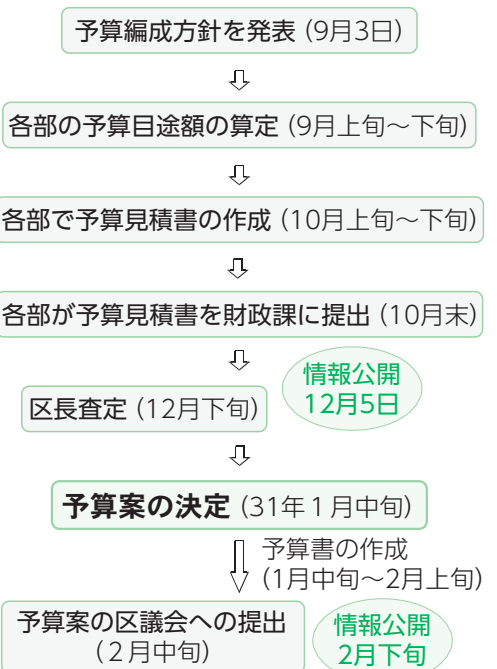 予算編成方針を発表 (9月3日)
各部の予算目途額の算定 (9月上旬～下旬)
各部で予算見積書の作成 (10月上旬～下旬)
各部が予算見積書を財政課に提出 (10月末)
情報公開
12月5日
区長査定 (12月下旬)
予算案の決定 (31年1月中旬)
予算書の作成
(1月中旬～2月上旬)
予算案の区議会への提出
(2月中旬)
情報公開
2月下旬